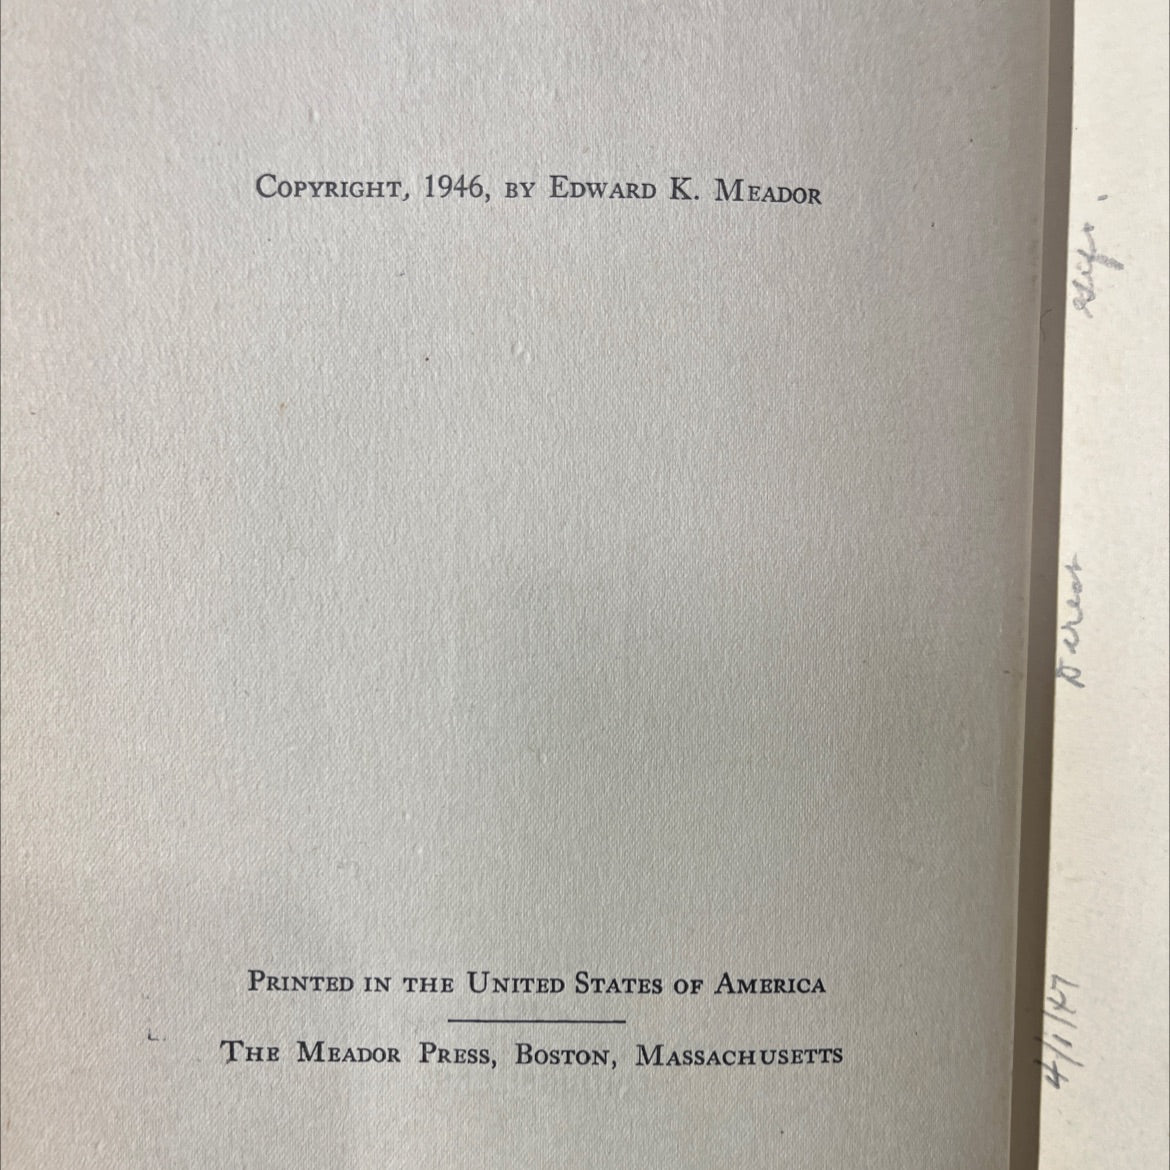 Copyright, 1946, by Edward K. Meador
Printed in the United States of America
The Meador Press, Boston, Massachusetts
4/1/47
Direct